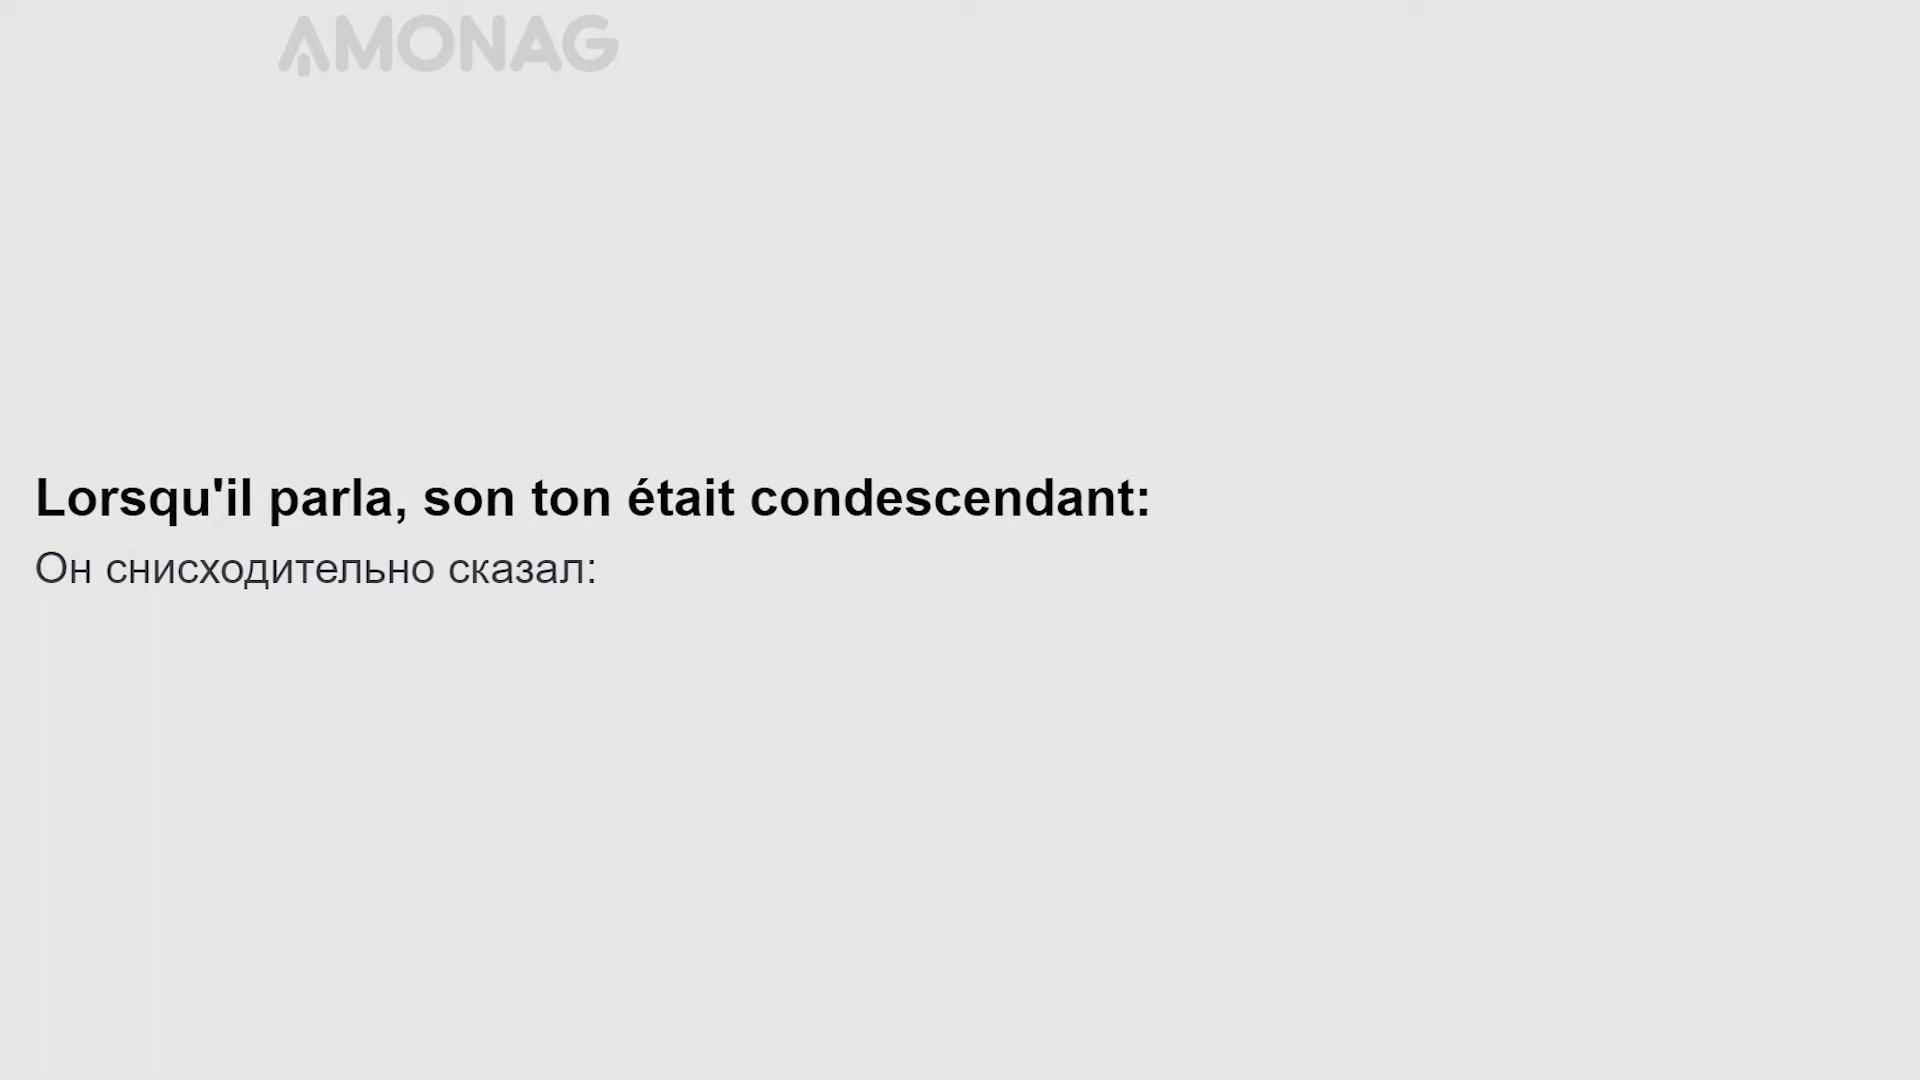 AMONAG
Lorsqu'il parla, son ton était condescendant:
Он снисходительно сказал: